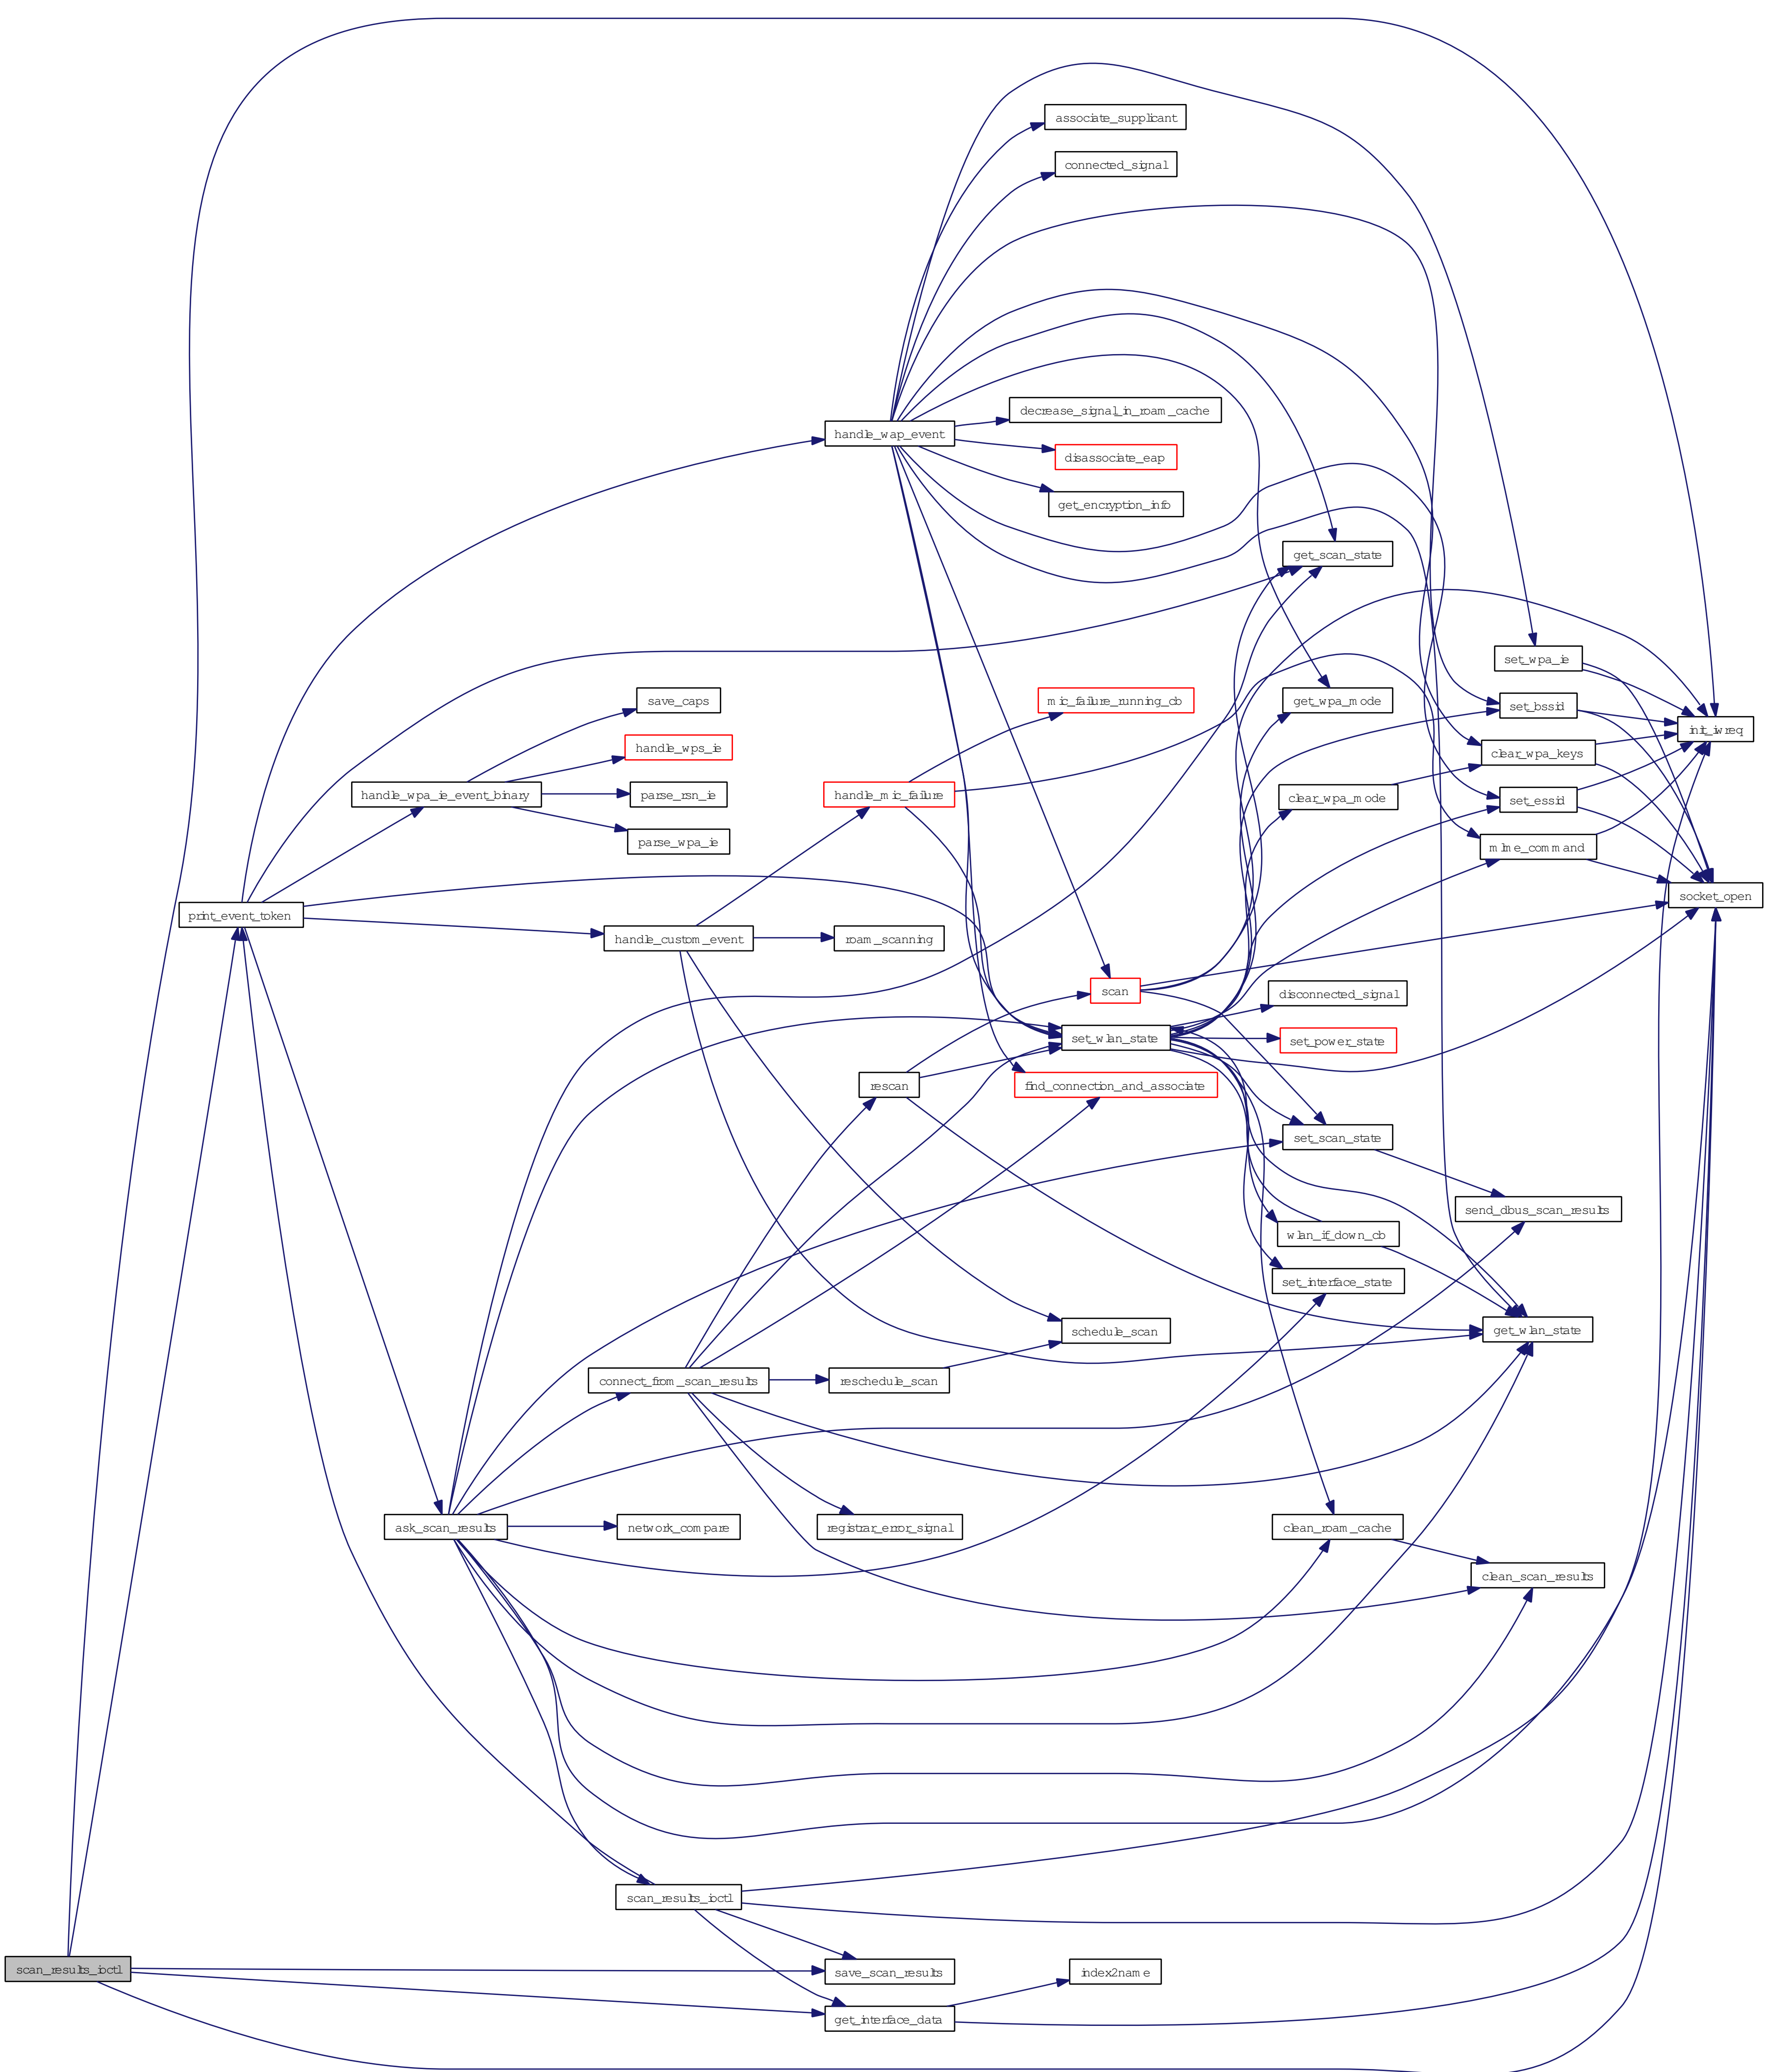 associate_supplicant
connected_signal
decrease_signal_in_roam_cache
handle_wap_event
disassociate_eap
get_encryption_info
get_scan_state
set_wpa_ie
save_caps
mic_failure_running_cb
get_wpa_mode
set_bssid
init_iwreq
handle_wps_ie
clear_wpa_keys
handle_wpa_ie_event_binary
parse_rsn_ie
handle_mic_failure
clear_wpa_mode
set_essid
parse_wpa_ie
mlme_command
socket_open
print_event_token
handle_custom_event
roam_scanning
scan
disconnected_signal
set_wlan_state
set_power_state
rescan
find_connection_and_associate
set_scan_state
send_dbus_scan_results
wlan_if_down_cb
set_interface_state
schedule_scan
get_wlan_state
connect_from_scan_results
reschedule_scan
ask_scan_results
network_compare
registrar_error_signal
clean_roam_cache
clean_scan_results
scan_results_ioctl
scan_results_ioctl
save_scan_results
index2name
get_interface_data